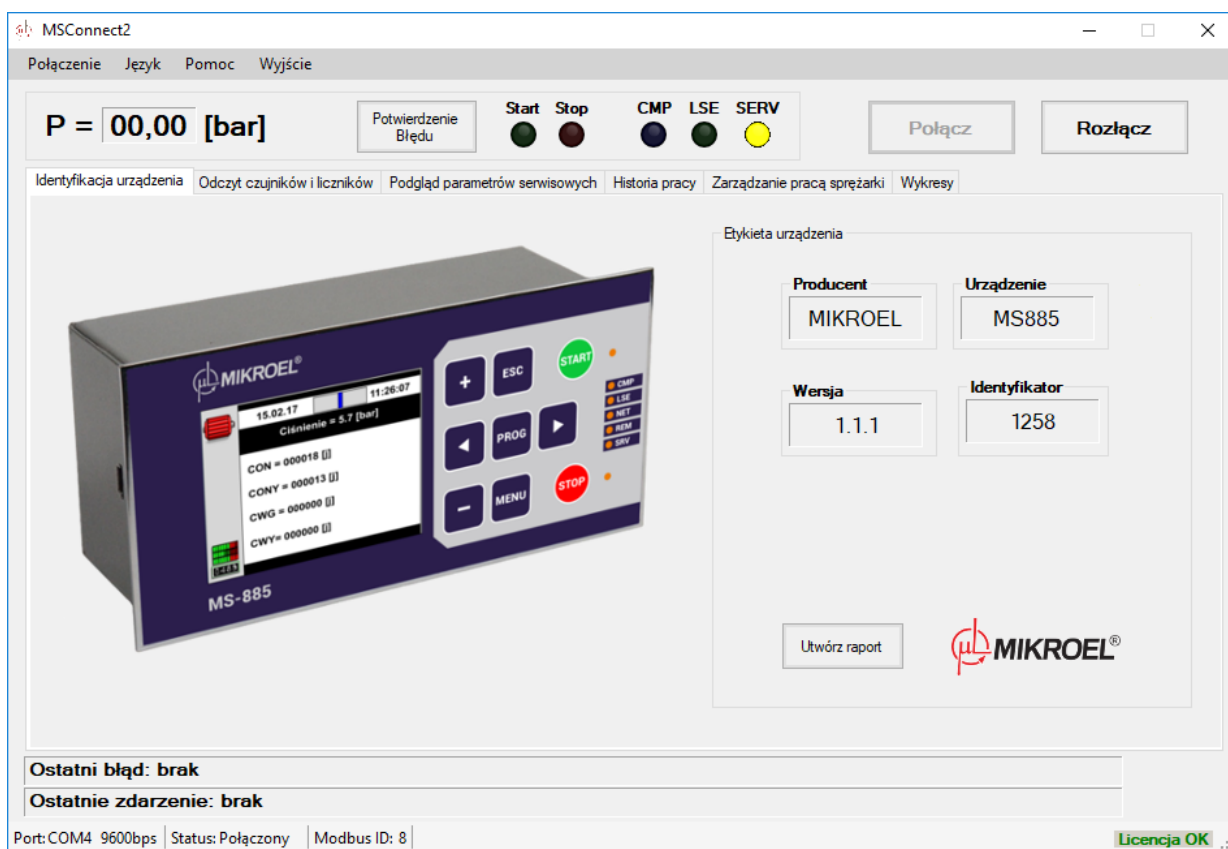 MSConnect2
Połączenie Język Pomoc Wyjście
P = 00,00 [bar]
Potwierdzenie
Błędu
Start Stop CMP LSE SERV
Połącz
Rozłącz
Identyfikacja urządzenia Odczyt czujników i liczników Podgląd parametrów serwisowych Historia pracy Zarządzanie pracą sprężarki Wykresy
MIKROEL®
15.02.17 11:26:07
Ciśnienie = 5.7 [bar]
CON = 000018 [j]
CONY = 000013 [j]
CWG = 000000 [j]
CWY= 000000 [j]
MS-885
+ ESC START
PROG
- MENU STOP
CMP
LSE
NET
REM
SRV
Etykieta urządzenia
Producent
MIKROEL
Urządzenie
MS885
Wersja
1.1.1
Identyfikator
1258
Utwórz raport
µL MIKROEL®
Ostatni błąd: brak
Ostatnie zdarzenie: brak
Port: COM4 9600bps Status: Połączony Modbus ID: 8
Licencja OK